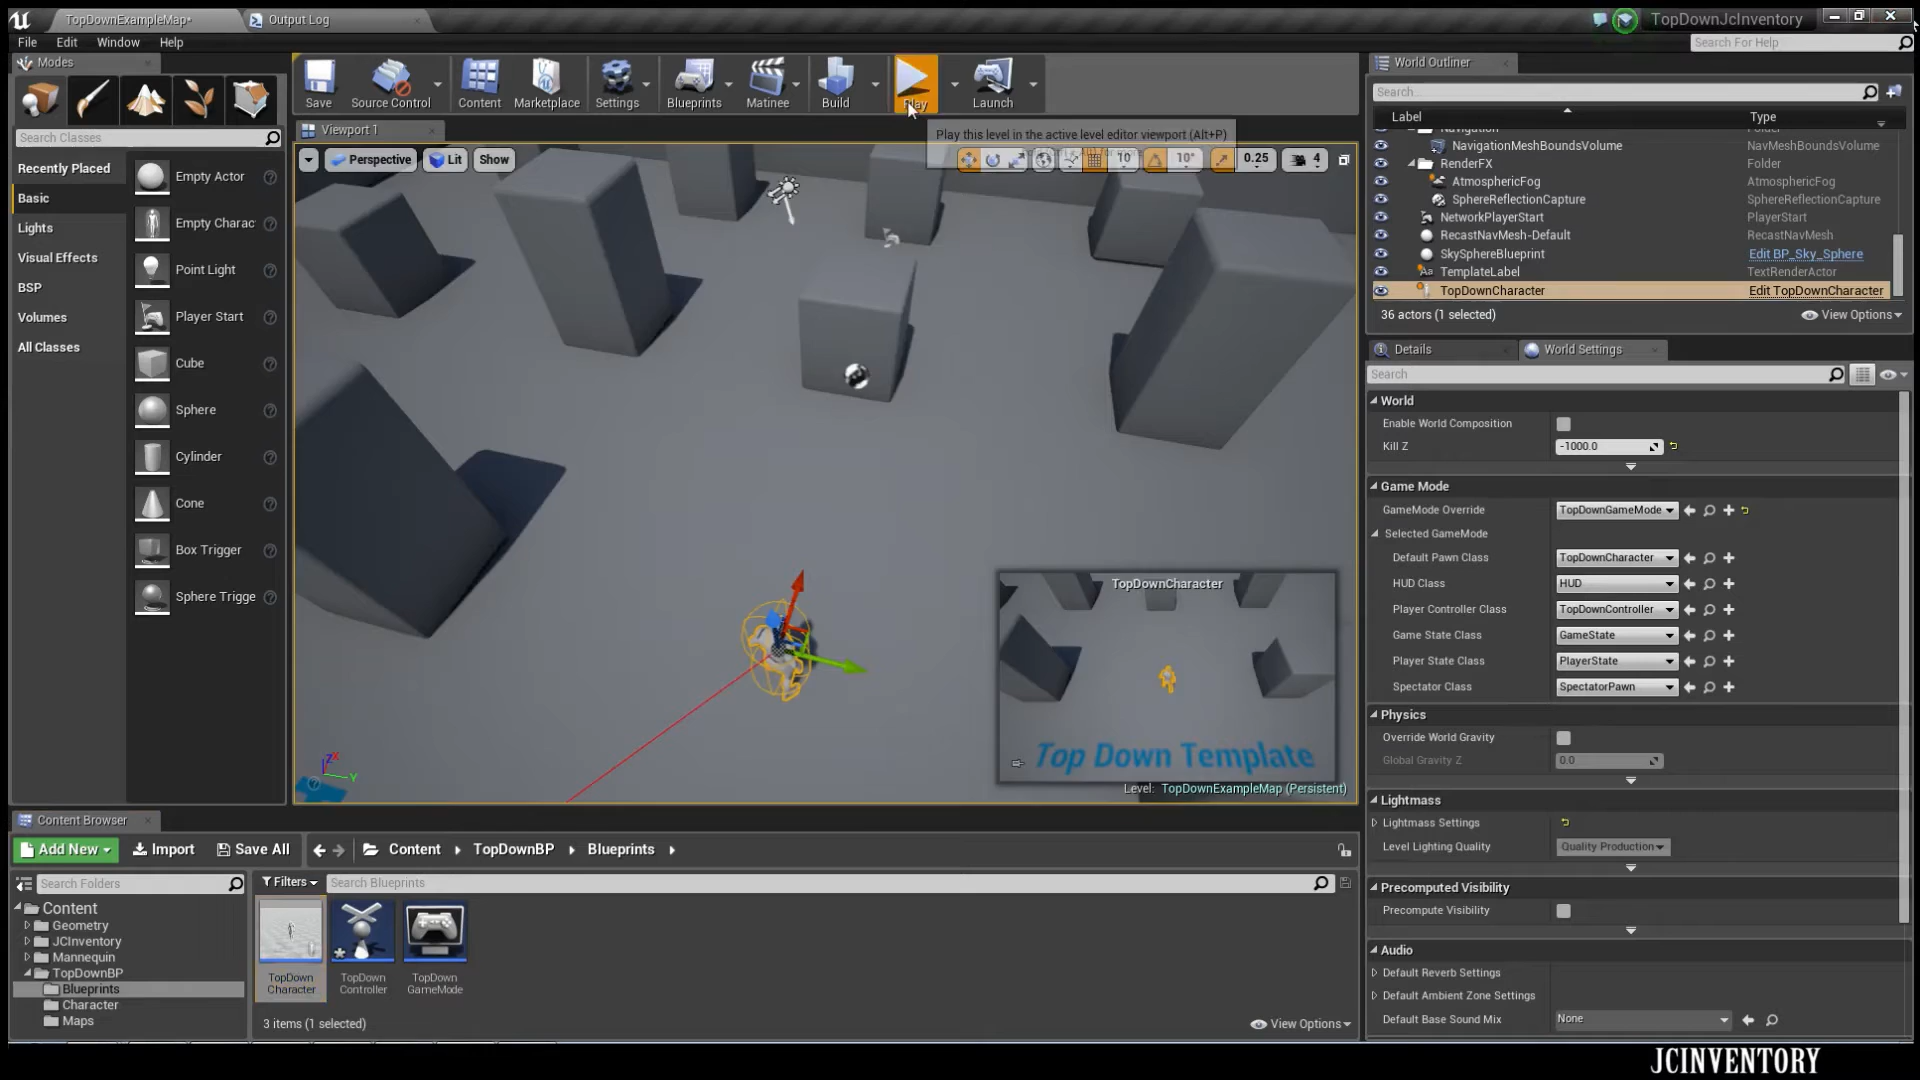 TopDownExampleMap*
Output Log
TopDownJcInventory
File Edit Window Help
Search For Help
Modes
Save
Source Control
Content
Marketplace
Settings
Blueprints
Matinee
Build
Play
Launch
World Outliner
Search Classes
Viewport 1
Play this level in the active level editor viewport (Alt+P)
Search...
Label Type
Perspective
Lit
Show
10
10°
0.25
4
Recently Placed
Basic
Lights
Visual Effects
BSP
Volumes
All Classes
Empty Actor
Empty Charac
Point Light
Player Start
Cube
Sphere
Cylinder
Cone
Box Trigger
Sphere Trigge
Navigation Folder
NavigationMeshBoundsVolume NavMeshBoundsVolume
RenderFX Folder
AtmosphericFog AtmosphericFog
SphereReflectionCapture SphereReflectionCapture
NetworkPlayerStart PlayerStart
RecastNavMesh-Default RecastNavMesh
SkySphereBlueprint Edit BP_Sky_Sphere
TemplateLabel TextRenderActor
TopDownCharacter Edit TopDownCharacter
36 actors (1 selected)
View Options
Details
World Settings
Search
World
Enable World Composition
Kill Z -1000.0
Game Mode
GameMode Override TopDownGameMode
Selected GameMode
Default Pawn Class TopDownCharacter
HUD Class HUD
Player Controller Class TopDownController
Game State Class GameState
Player State Class PlayerState
Spectator Class SpectatorPawn
Physics
Override World Gravity
Global Gravity Z 0.0
Lightmass
Lightmass Settings
Level Lighting Quality Quality Production
Precomputed Visibility
Precompute Visibility
Audio
Default Reverb Settings
Default Ambient Zone Settings
Default Base Sound Mix None
TopDownCharacter
Top Down Template
Level: TopDownExampleMap (Persistent)
X
Z
Y
Content Browser
Add New
Import
Save All
Content
TopDownBP
Blueprints
Search Folders
Filters
Search Blueprints
Content
Geometry
JCInventory
Mannequin
TopDownBP
Blueprints
Character
Maps
TopDown
Character
TopDown
Controller
TopDown
GameMode
3 items (1 selected)
View Options
JCINVENTORY